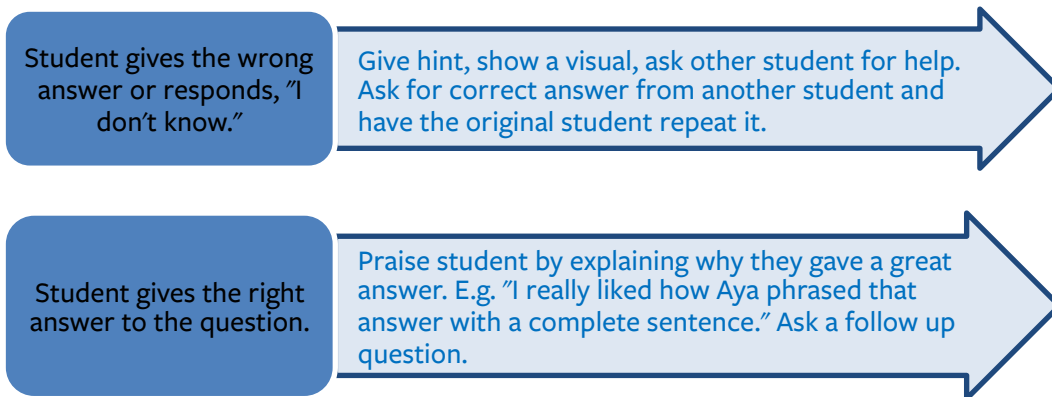 Student gives the wrong
answer or responds, "I
don't know."
Give hint, show a visual, ask other student for help.
Ask for correct answer from another student and
have the original student repeat it.
Student gives the right
answer to the question.
Praise student by explaining why they gave a great
answer. E.g. "I really liked how Aya phrased that
answer with a complete sentence." Ask a follow up
question.